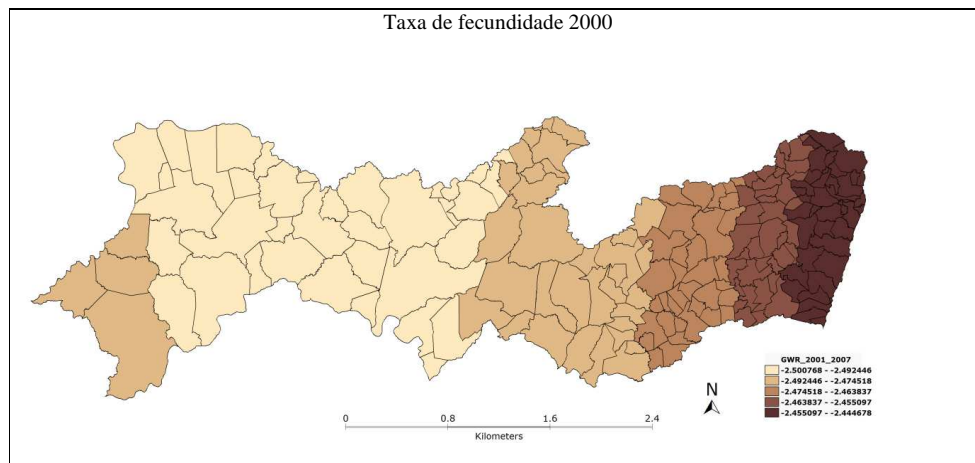 Taxa de fecundidade 2000
GWR_2001_2007
-2.500768 - -2.492446
-2.492446 - -2.474518
-2.474518 - -2.463837
-2.463837 - -2.455097
-2.455097 - -2.444678
N
0 0.8 1.6 2.4
Kilometers